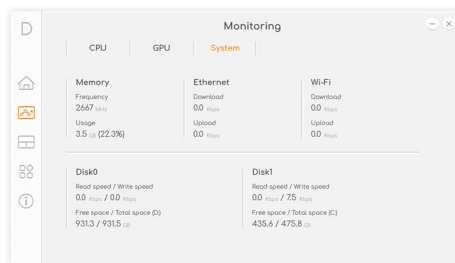 D
Monitoring
CPU GPU System
Memory Ethernet Wi-Fi
Frequency Download Download
2667 MHz 0.0 Kbps 0.0 Kbps
Usage Upload Upload
3.5 GB (22.3%) 0.0 Kbps 0.0 Kbps
Disk0 Disk1
Read speed / Write speed Read speed / Write speed
0.0 Kbps / 0.0 Kbps 0.0 Kbps / 7.5 Kbps
Free space / Total space (D:) Free space / Total space (C:)
931.3 / 931.5 GB 435.6 / 475.8 GB